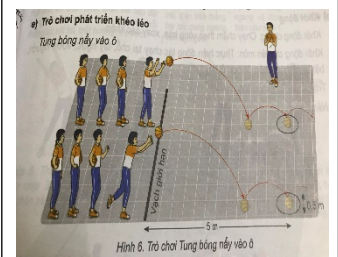 a) Trò chơi phát triển khéo léo
Tung bóng nẩy vào ô
Vạch giới hạn
0,5 m
5 m
Hình 6. Trò chơi Tung bóng nẩy vào ô